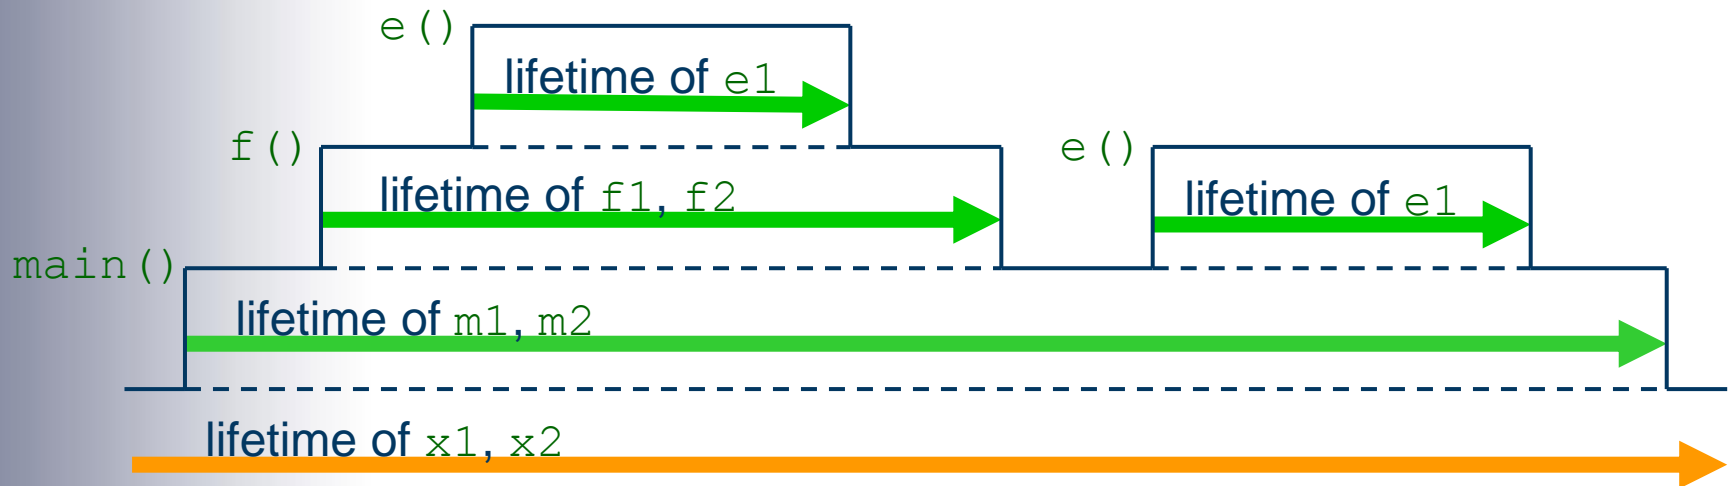 e()
lifetime of e1
f()
e()
lifetime of f1, f2
lifetime of e1
main()
lifetime of m1, m2
lifetime of x1, x2